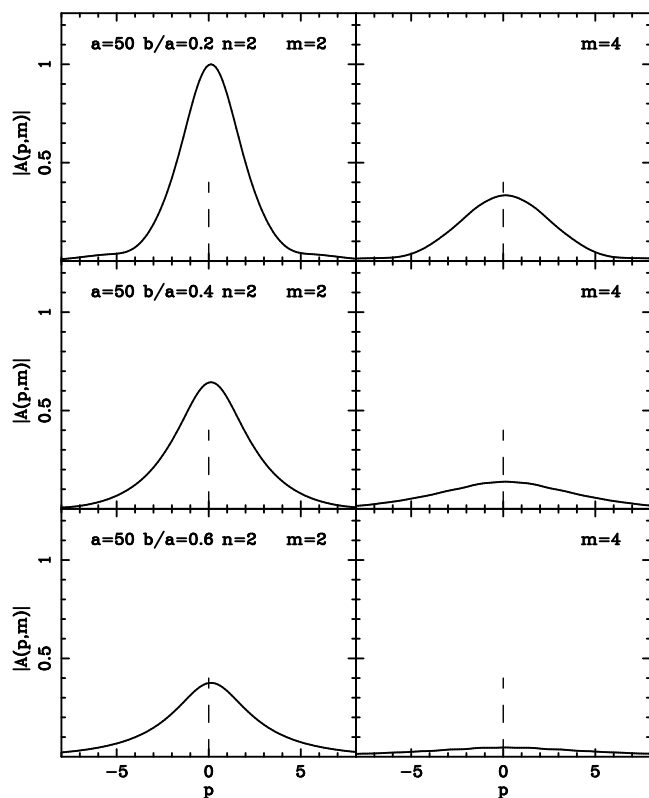 a=50 b/a=0.2 n=2 m=2
m=4
1
0.5
|A(p,m)|
a=50 b/a=0.4 n=2 m=2
m=4
1
0.5
|A(p,m)|
a=50 b/a=0.6 n=2 m=2
m=4
1
0.5
|A(p,m)|
−5 0 5 −5 0 5
p p